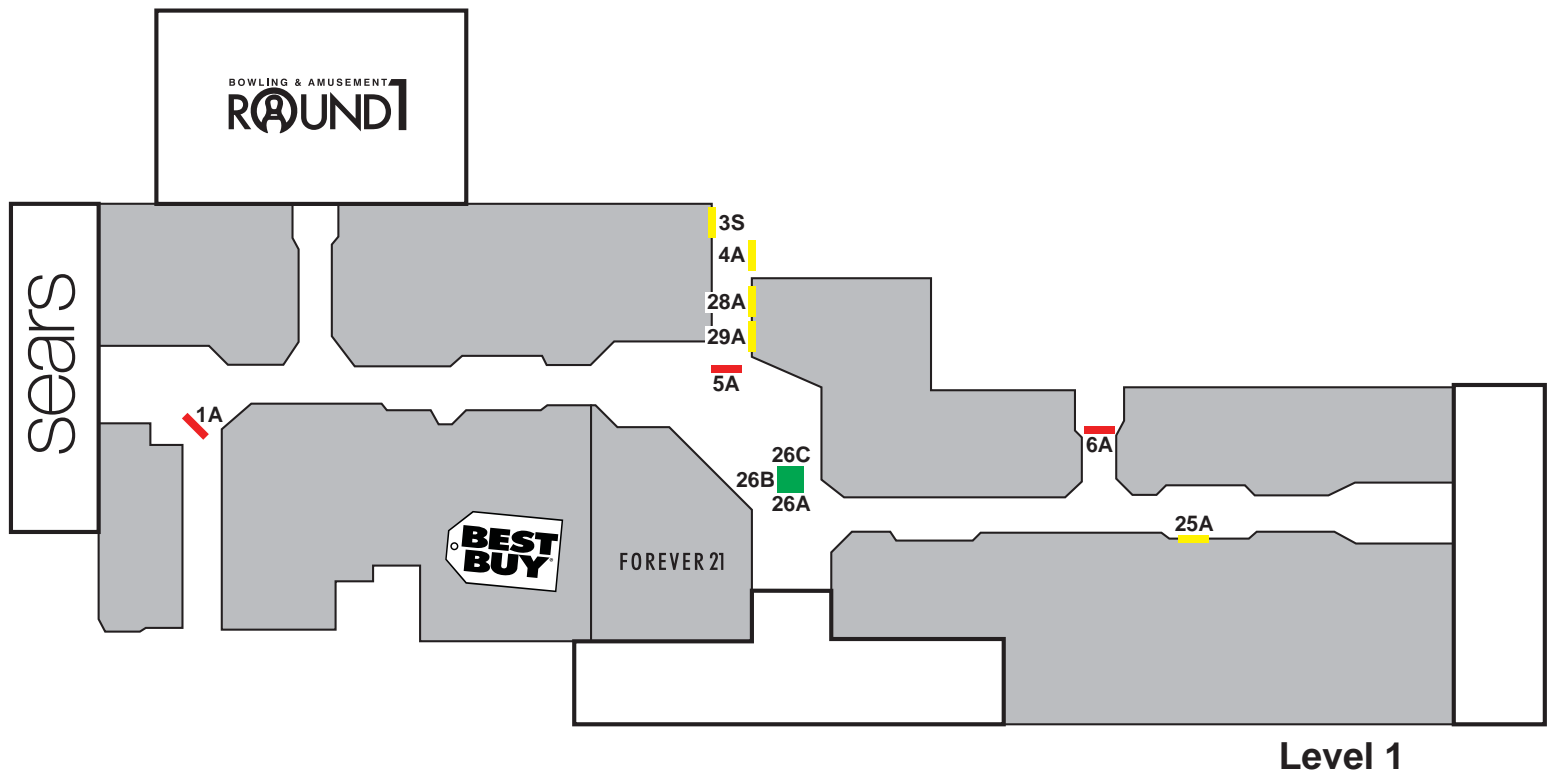 BOWLING & AMUSEMENT
ROUND1
3S
4A
28A
29A
5A
sears
1A
6A
26C
26B
26A
25A
BEST
BUY
FOREVER 21
Level 1